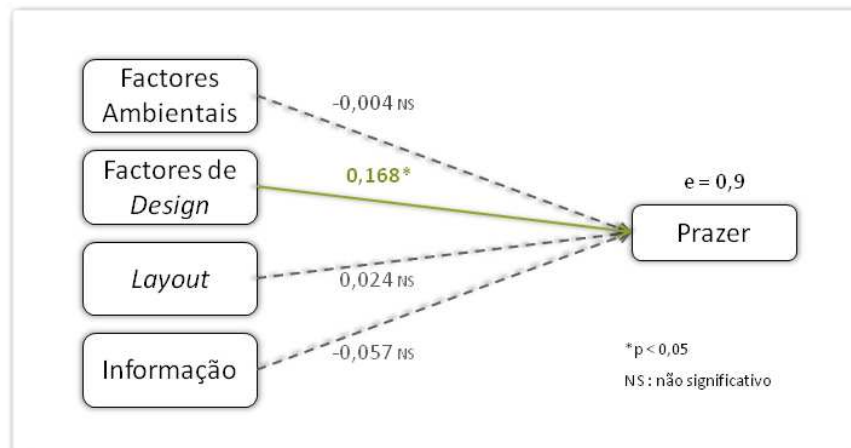 Factores
Ambientais
-0,004 NS
Factores de
Design
0,168*
e = 0,9
Prazer
Layout
0,024 NS
Informação
-0,057 NS
*p < 0,05
NS : não significativo